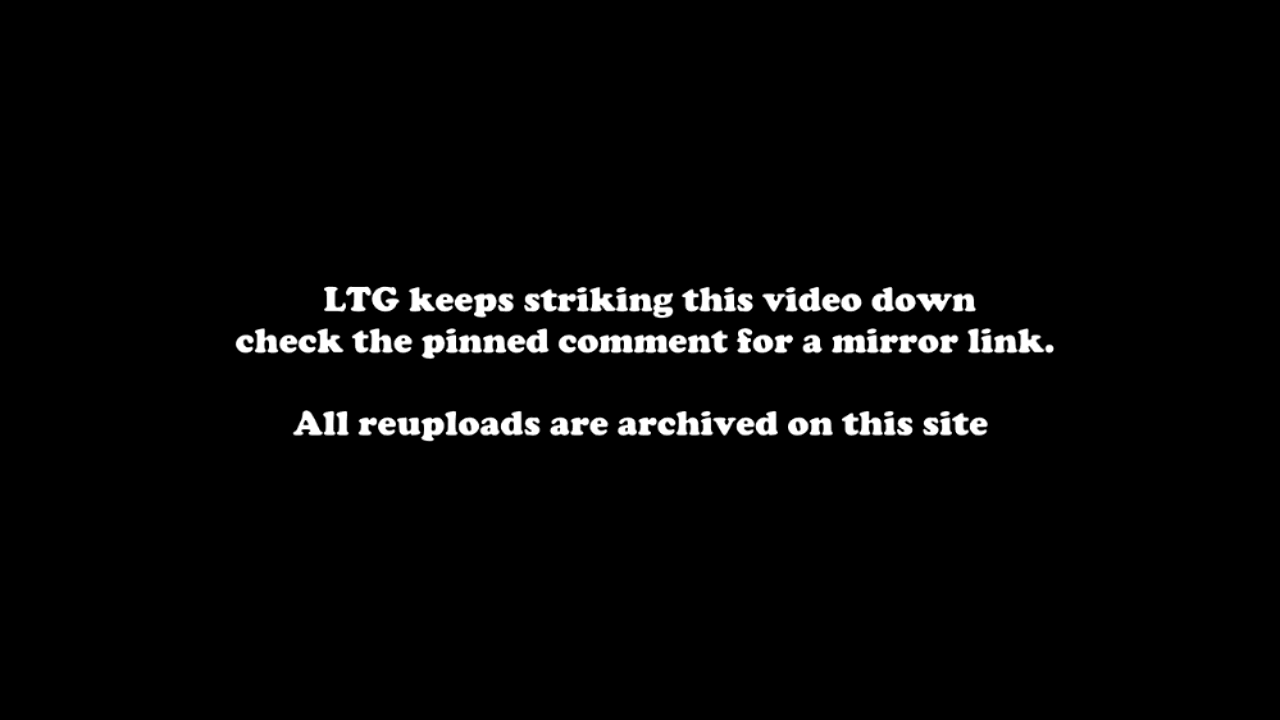 LTG keeps striking this video down
check the pinned comment for a mirror link.
All reuploads are archived on this site